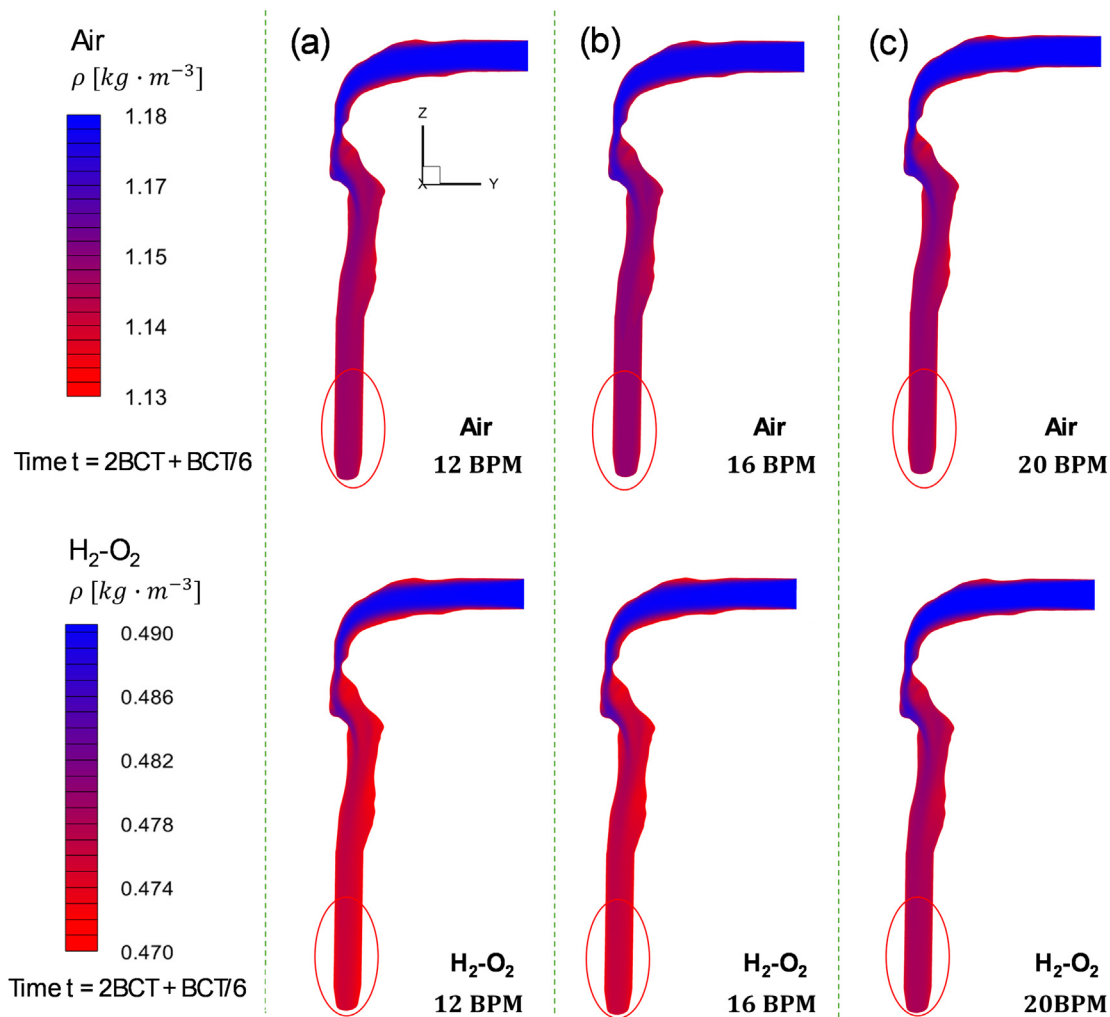 Air
ρ [kg · m⁻³]
1.18
1.17
1.15
1.14
1.13
Time t = 2BCT + BCT/6
(a)
Z
X
Y
Air
12 BPM
(b)
Air
16 BPM
(c)
Air
20 BPM
H₂-O₂
ρ [kg · m⁻³]
0.490
0.486
0.482
0.478
0.474
0.470
Time t = 2BCT + BCT/6
H₂-O₂
12 BPM
H₂-O₂
16 BPM
H₂-O₂
20BPM